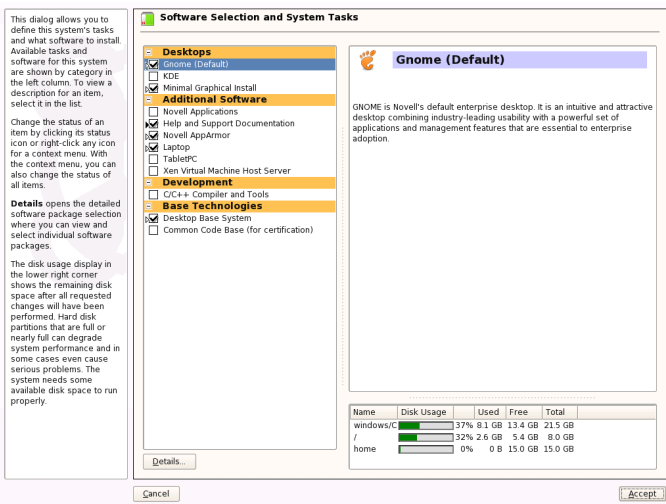 This dialog allows you to
define this system's tasks
and what software to install.
Available tasks and
software for this system
are shown by category in
the left column. To view a
description for an item,
select it in the list.
Change the status of an
item by clicking its status
icon or right-click any icon
for a context menu. With
the context menu, you can
also change the status of
all items.
Details opens the detailed
software package selection
where you can view and
select individual software
packages.
The disk usage display in
the lower right corner
shows the remaining disk
space after all requested
changes will have been
performed. Hard disk
partitions that are full or
nearly full can degrade
system performance and in
some cases even cause
serious problems. The
system needs some
available disk space to run
properly.
Software Selection and System Tasks
Desktops
Gnome (Default)
KDE
Minimal Graphical Install
Additional Software
Novell Applications
Help and Support Documentation
Novell AppArmor
Laptop
TabletPC
Xen Virtual Machine Host Server
Development
C/C++ Compiler and Tools
Base Technologies
Desktop Base System
Common Code Base (for certification)
Details...
Gnome (Default)
GNOME is Novell's default enterprise desktop. It is an intuitive and attractive
desktop combining industry-leading usability with a powerful set of
applications and management features that are essential to enterprise
adoption.
Name Disk Usage Used Free Total
windows/C 37% 8.1 GB 13.4 GB 21.5 GB
/ 32% 2.6 GB 5.4 GB 8.0 GB
home 0% 0 B 15.0 GB 15.0 GB
Cancel
Accept